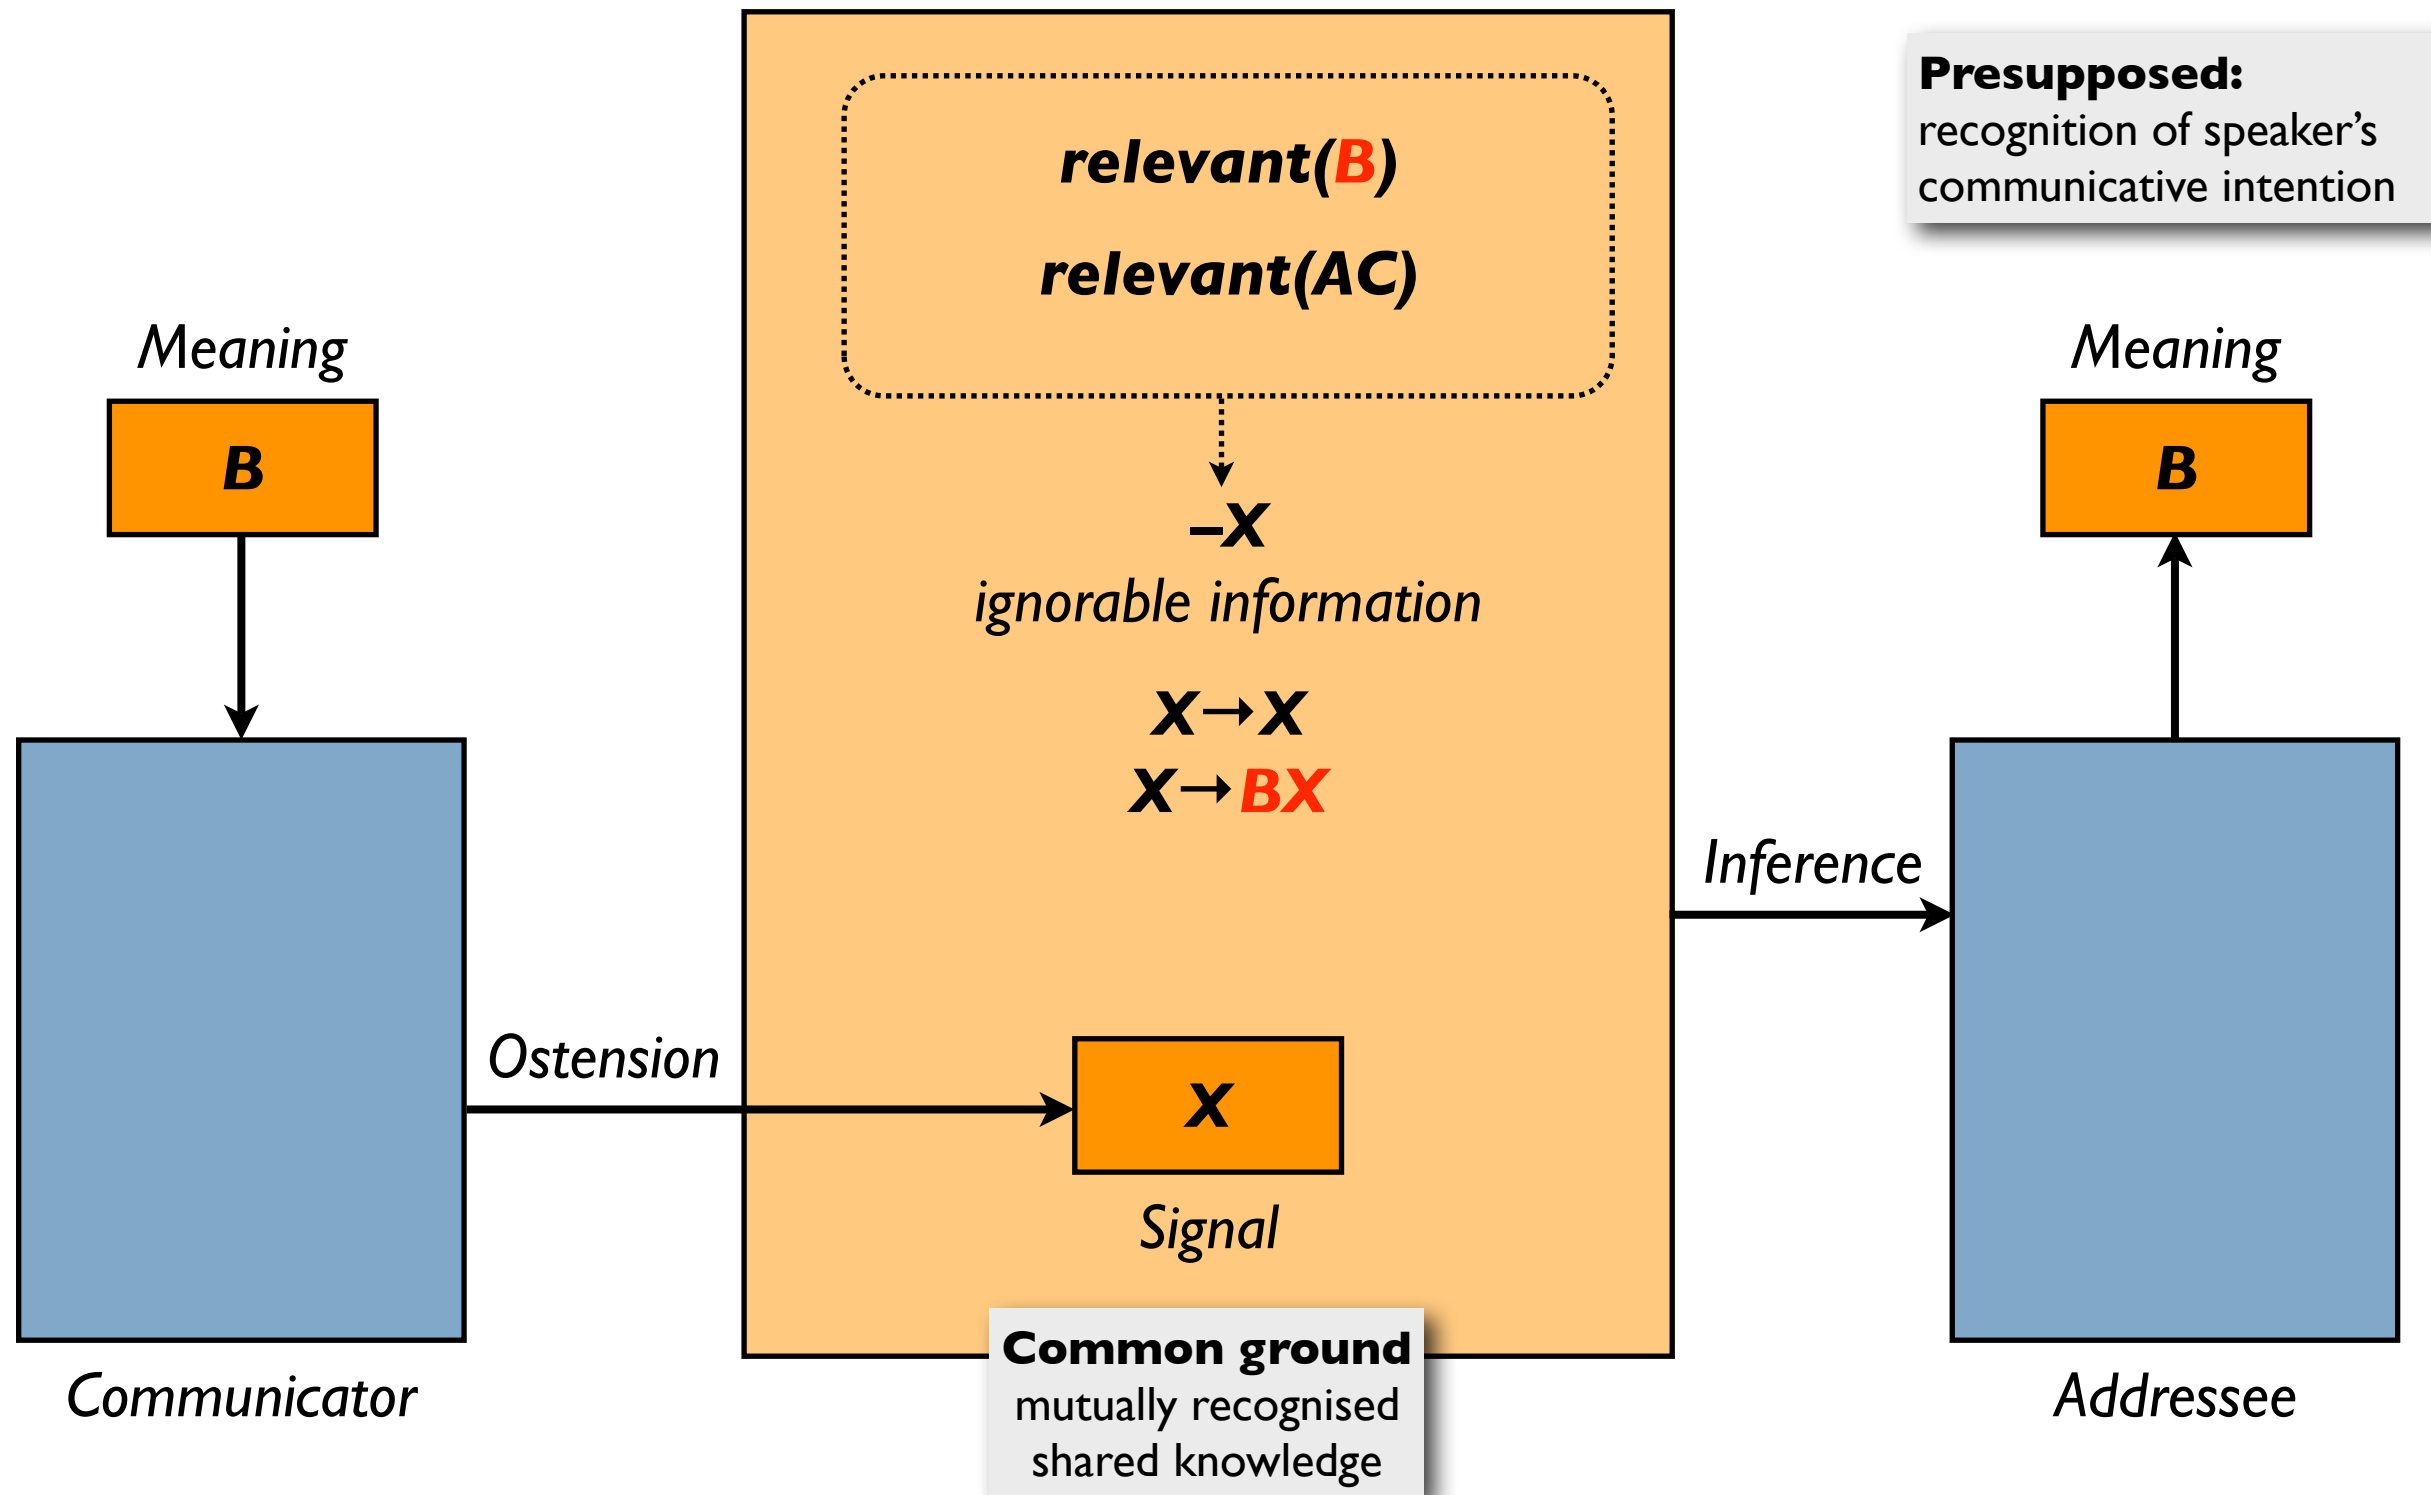 Presupposed:
recognition of speaker's
communicative intention
relevant(B)
relevant(AC)
Meaning
B
–X
ignorable information
X→X
X→BX
Meaning
B
Inference
Ostension
X
Signal
Common ground
mutually recognised
shared knowledge
Communicator
Addressee